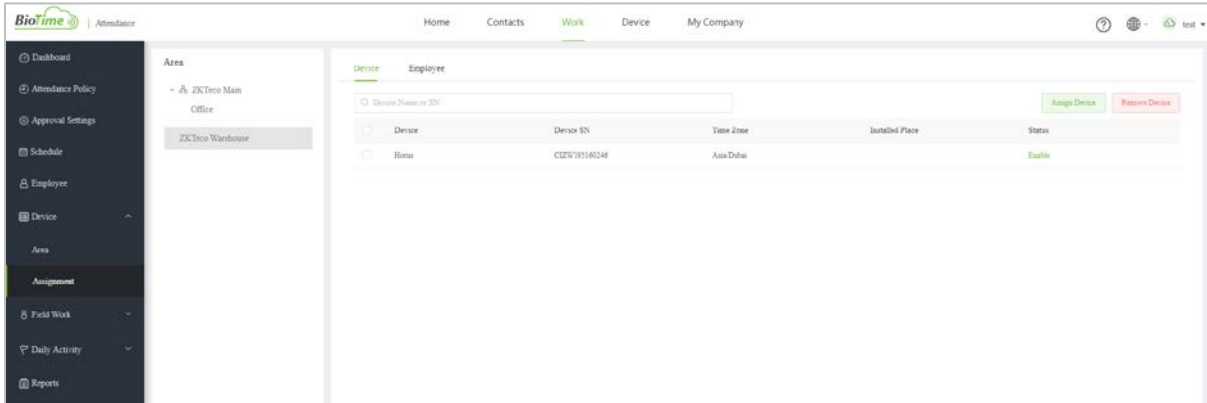 BioTime | Attendance
Home Contacts Work Device My Company
test
Dashboard
Attendance Policy
Approval Settings
Schedule
Employee
Device
Area
Assignment
Field Work
Daily Activity
Reports
Area
ZKTeco Main
Office
ZKTeco Warehouse
Device Employee
Device Name or SN
Assign Device Remove Device
Device Device SN Time Zone Installed Place Status
Horus Asia/Dubai Enable